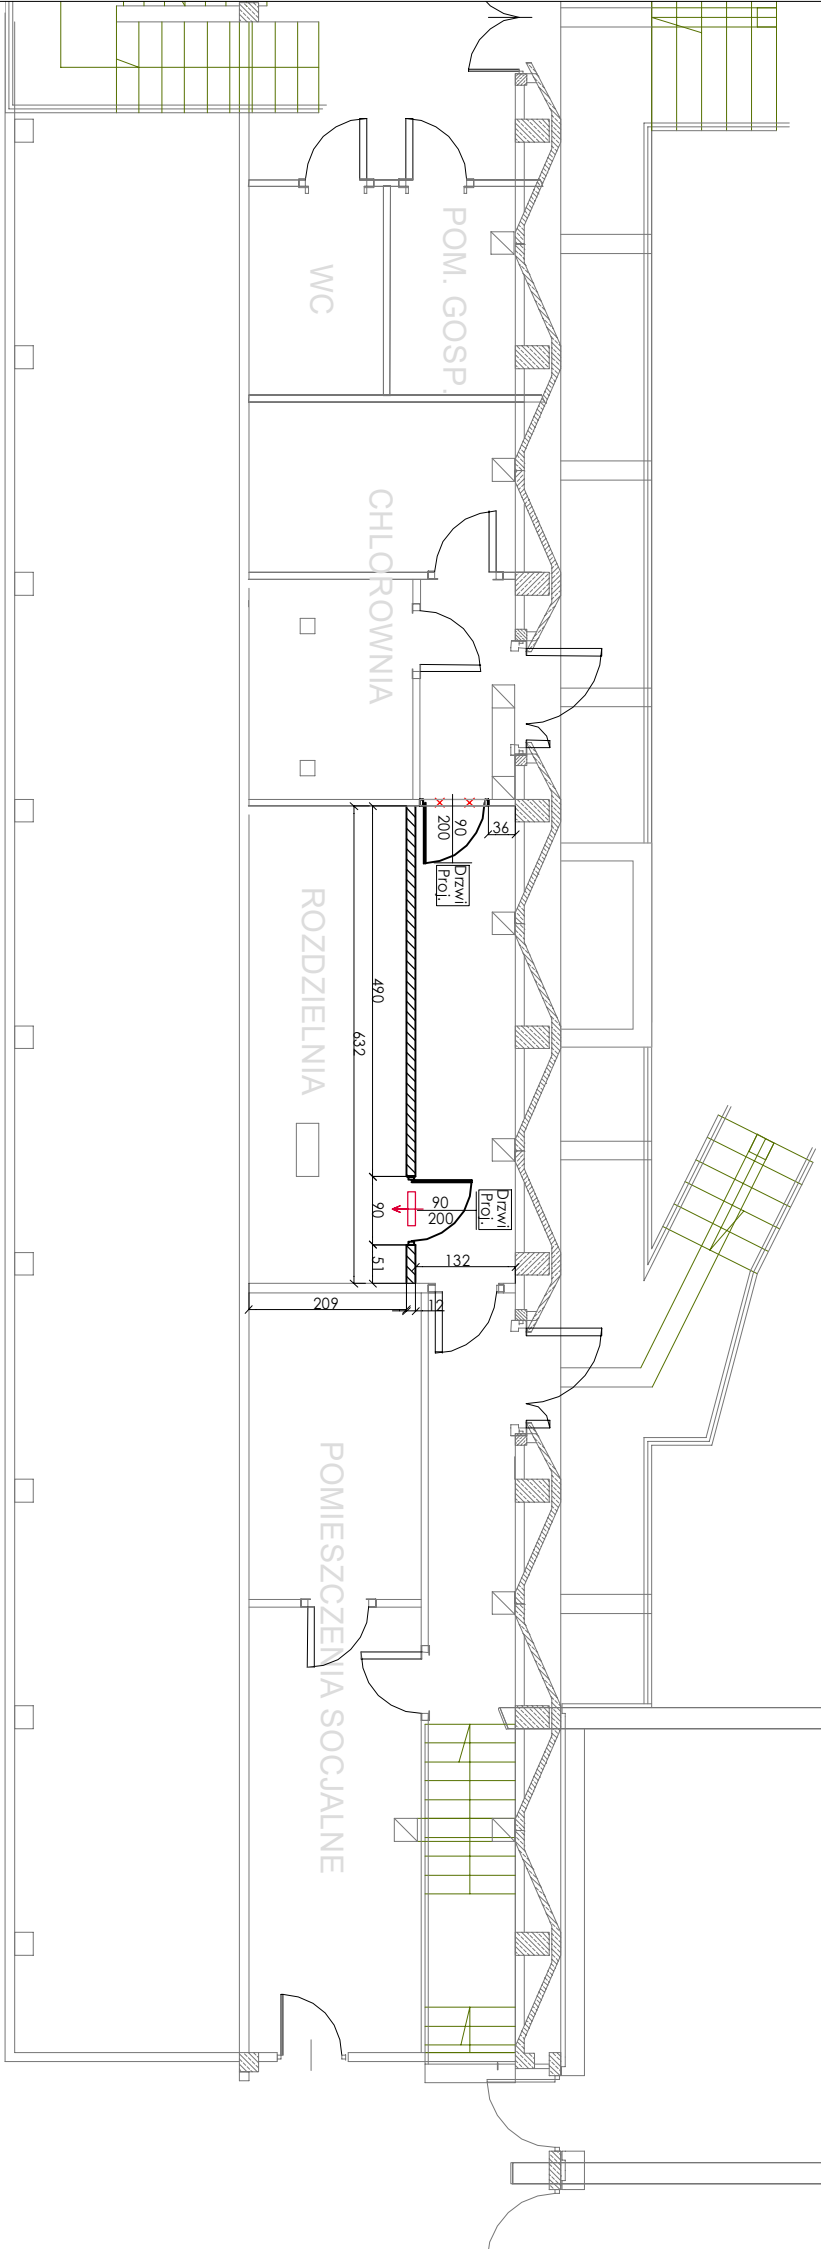 POM. GOSP.
WC
CHLOROWNIA
36
90
200
Drzwi
Proj.
ROZDZIELNIA
490
632
Drzwi
Proj.
90
200
90
51
132
209
12
POMIESZCZENIA SOCJALNE